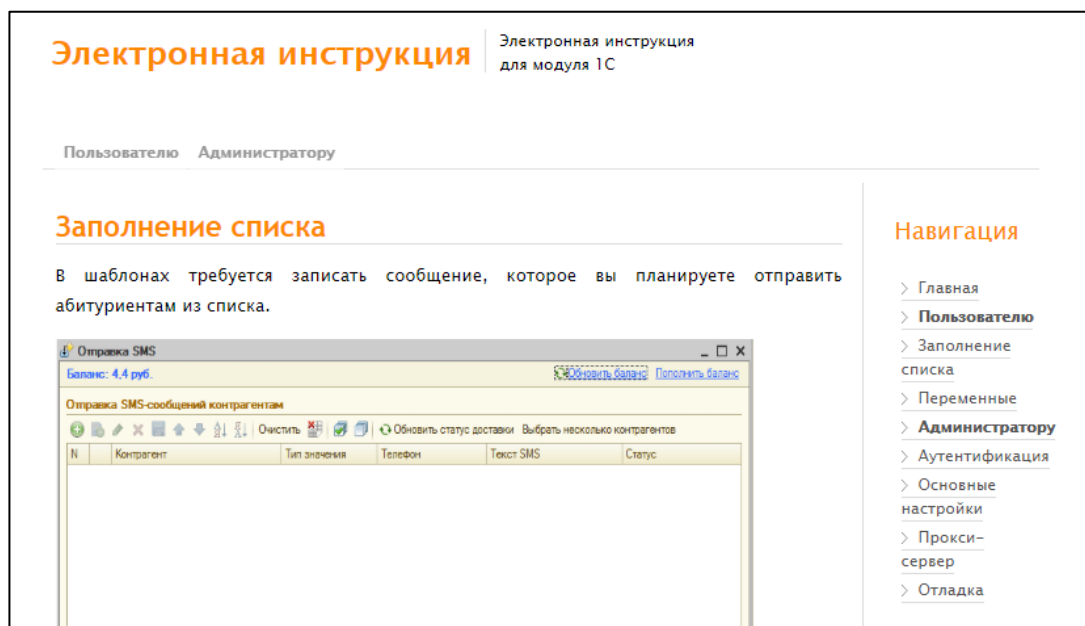 Электронная инструкция
Электронная инструкция
для модуля 1С
Пользователю Администратору
Заполнение списка
В шаблонах требуется записать сообщение, которое вы планируете отправить
абитуриентам из списка.
Отправка SMS
Баланс: 4,4 руб.
Обновить баланс Пополнить баланс
Отправка SMS-сообщений контрагентам
Очистить Обновить статус доставки Выбрать несколько контрагентов
N Контрагент Тип значения Телефон Текст SMS Статус
Навигация
Главная
Пользователю
Заполнение
списка
Переменные
Администратору
Аутентификация
Основные
настройки
Прокси-
сервер
Отладка